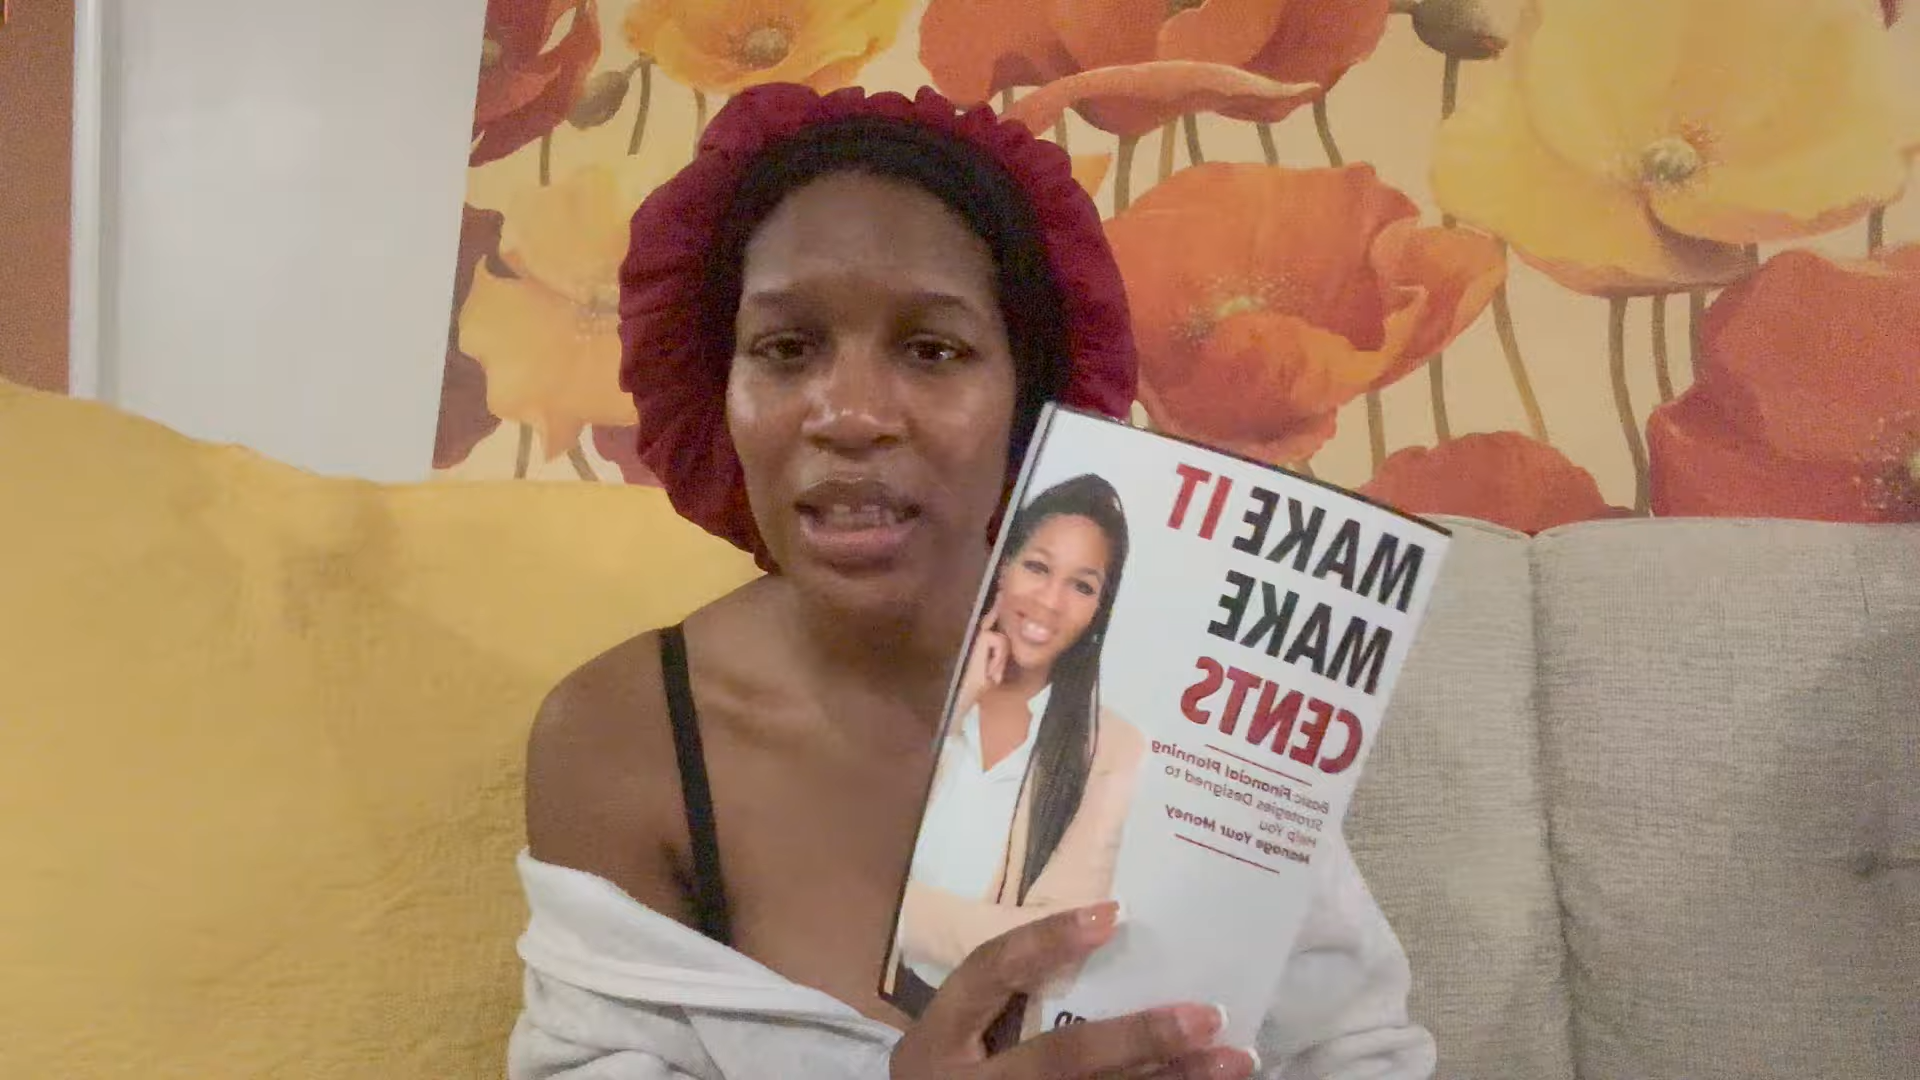 MAKE IT
MAKE
CENTS
Basic Financial Planning
Strategies Designed to
Help You
Manage Your Money